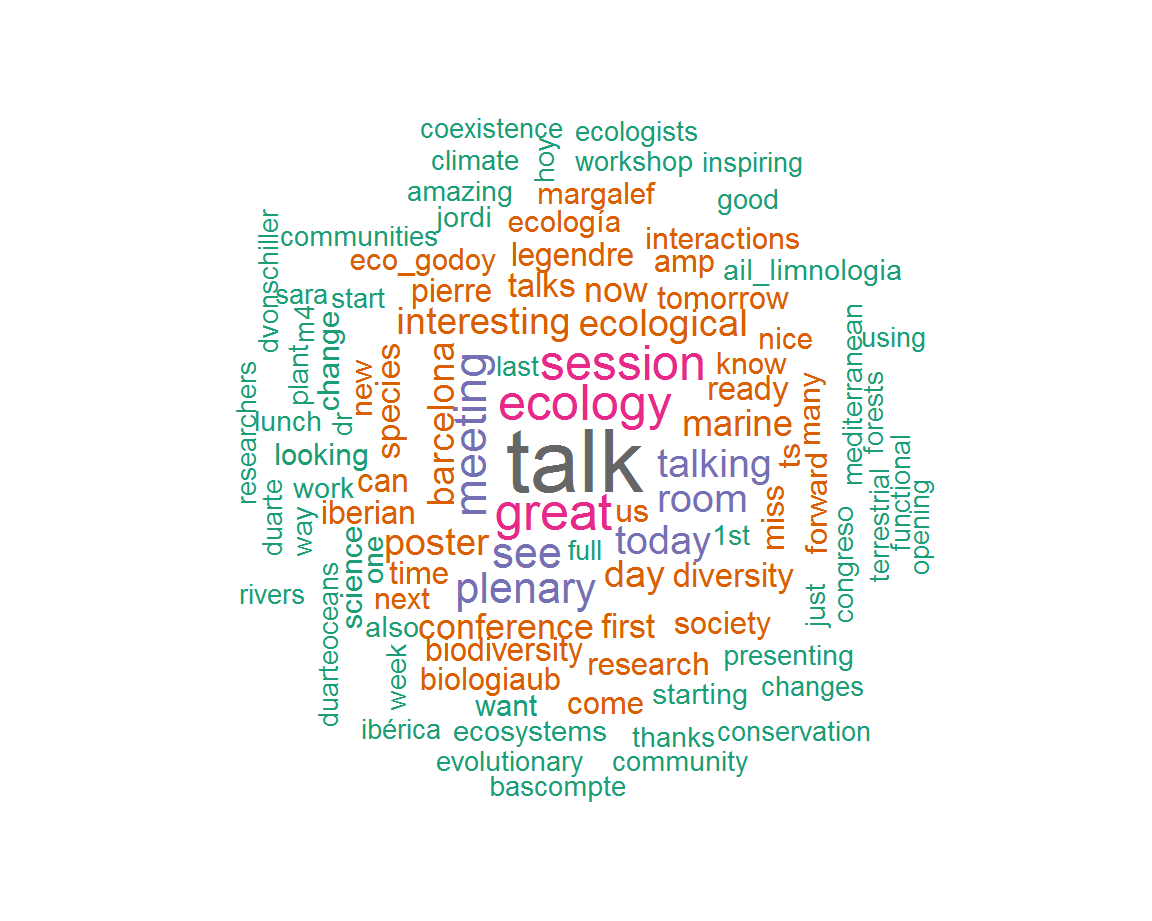 coexistence
ecologists
climate
hoy
workshop
inspiring
amazing
margalef
good
jordi
ecología
communities
interactions
dvonschiller
eco_godoy
legendre
amp
ail_limnologia
sara
start
pierre
talks
now
tomorrow
m4
change
interesting
ecological
nice
mediterranean
using
plant
new
species
barcelona
meeting
last
session
know
ready
many
forests
researchers
lunch
dr
ecology
marine
looking
talk
talking
ts
functional
duarte
way
work
can
iberian
great
us
room
miss
forward
terrestrial
opening
science
one
poster
see
full
today
1st
congreso
rivers
time
plenary
day
diversity
just
duarteoceans
next
also
conference
first
society
week
biodiversity
research
presenting
biologiaub
want
come
starting
changes
ibérica
ecosystems
thanks
conservation
evolutionary
community
bascompte